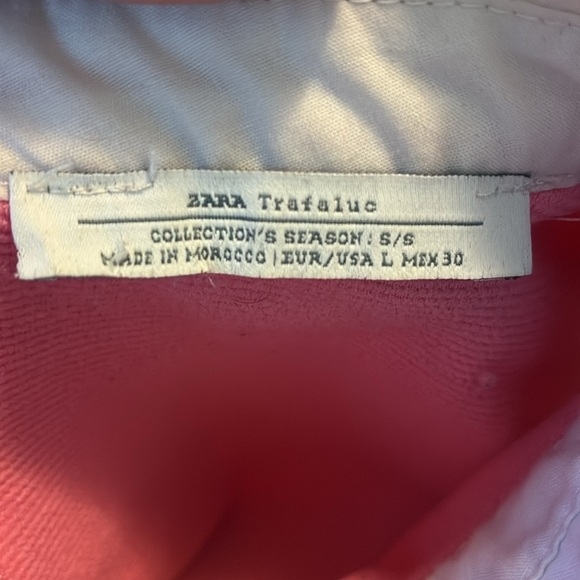 ZARA Trafaluc
COLLECTION'S SEASON: S/S
MADE IN MOROCCO | EUR/USA L MEX 30